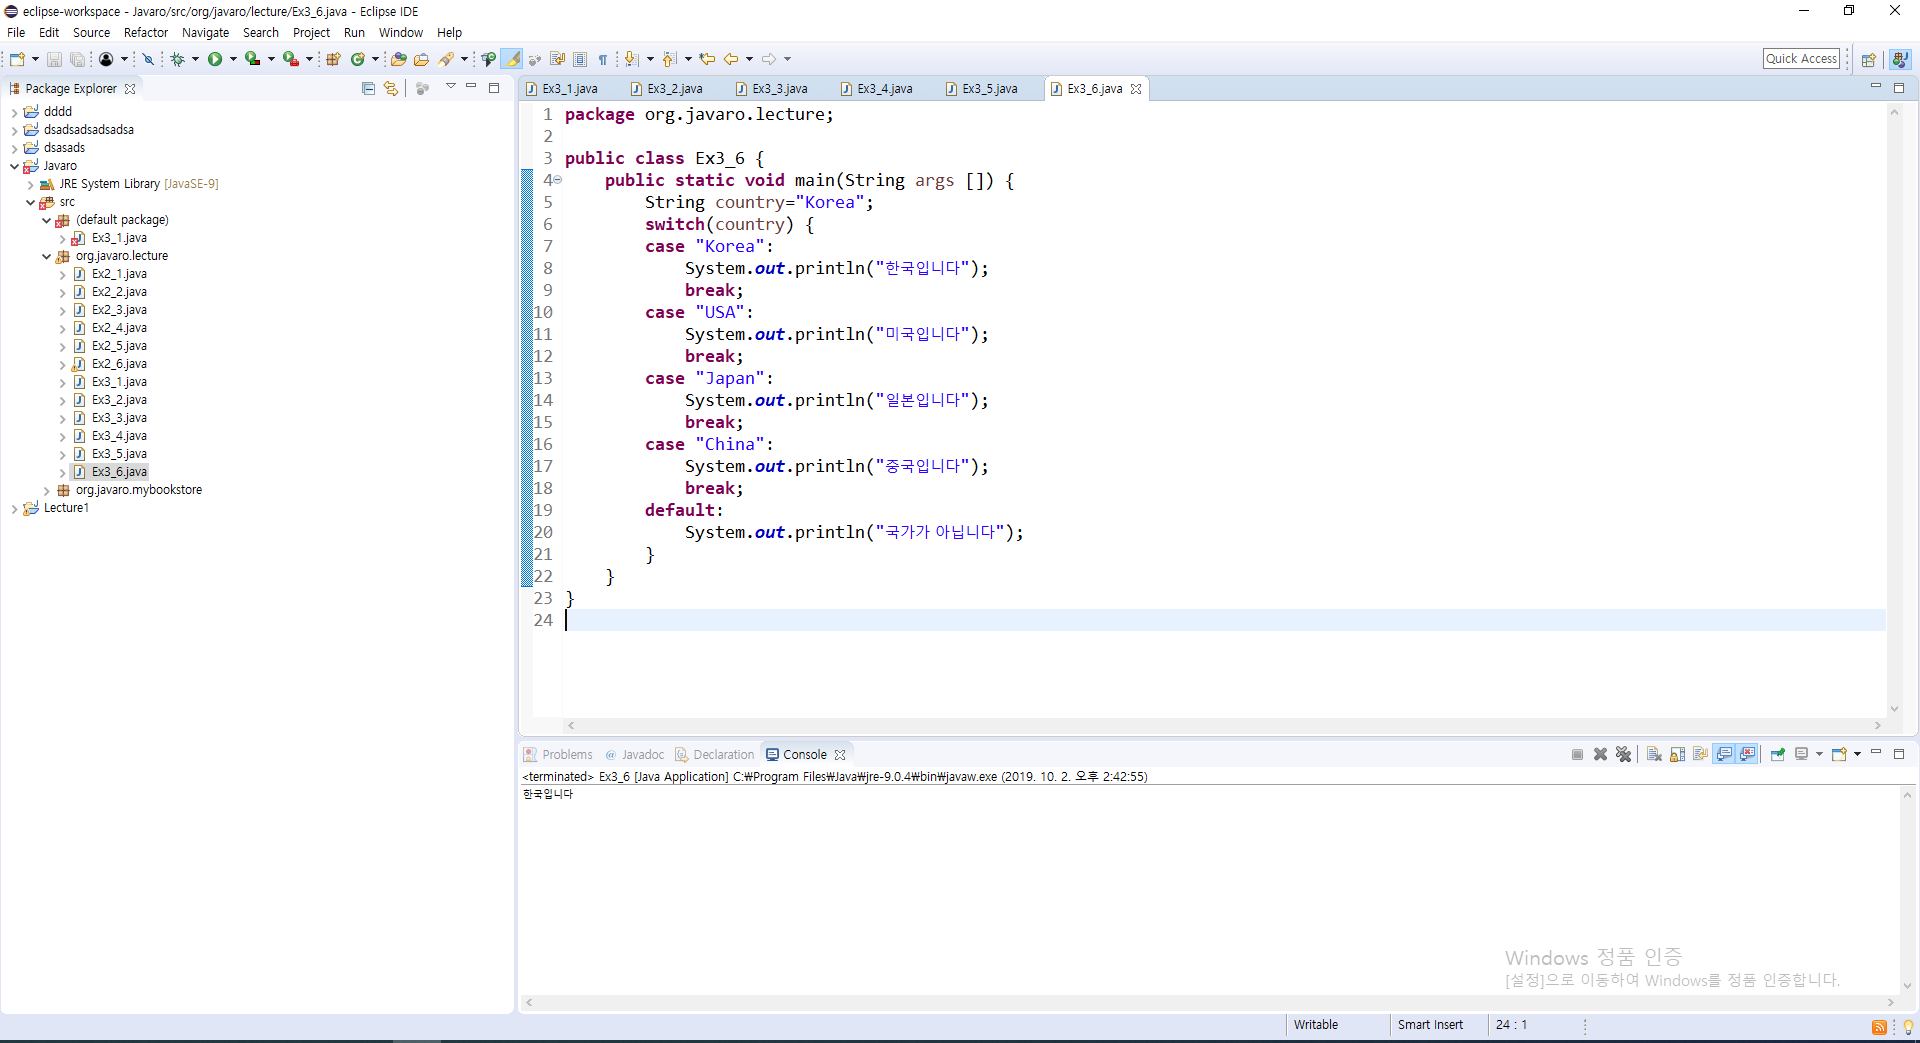 eclipse-workspace - Javaro/src/org/javaro/lecture/Ex3_6.java - Eclipse IDE
File Edit Source Refactor Navigate Search Project Run Window Help
Quick Access
Package Explorer
dddd
dsadsadsadsadsa
dsasads
Javaro
JRE System Library [JavaSE-9]
src
(default package)
Ex3_1.java
org.javaro.lecture
Ex2_1.java
Ex2_2.java
Ex2_3.java
Ex2_4.java
Ex2_5.java
Ex2_6.java
Ex3_1.java
Ex3_2.java
Ex3_3.java
Ex3_4.java
Ex3_5.java
Ex3_6.java
org.javaro.mybookstore
Lecture1
Ex3_1.java Ex3_2.java Ex3_3.java Ex3_4.java Ex3_5.java Ex3_6.java
1 package org.javaro.lecture;
2
3 public class Ex3_6 {
4 public static void main(String args []) {
5 String country="Korea";
6 switch(country) {
7 case "Korea":
8 System.out.println("한국입니다");
9 break;
10 case "USA":
11 System.out.println("미국입니다");
12 break;
13 case "Japan":
14 System.out.println("일본입니다");
15 break;
16 case "China":
17 System.out.println("중국입니다");
18 break;
19 default:
20 System.out.println("국가가 아닙니다");
21 }
22 }
23 }
24
Problems @ Javadoc Declaration Console
<terminated> Ex3_6 [Java Application] C:₩Program Files₩Java₩jre-9.0.4₩bin₩javaw.exe (2019. 10. 2. 오후 2:42:55)
한국입니다
Windows 정품 인증
[설정]으로 이동하여 Windows를 정품 인증합니다.
Writable Smart Insert 24 : 1